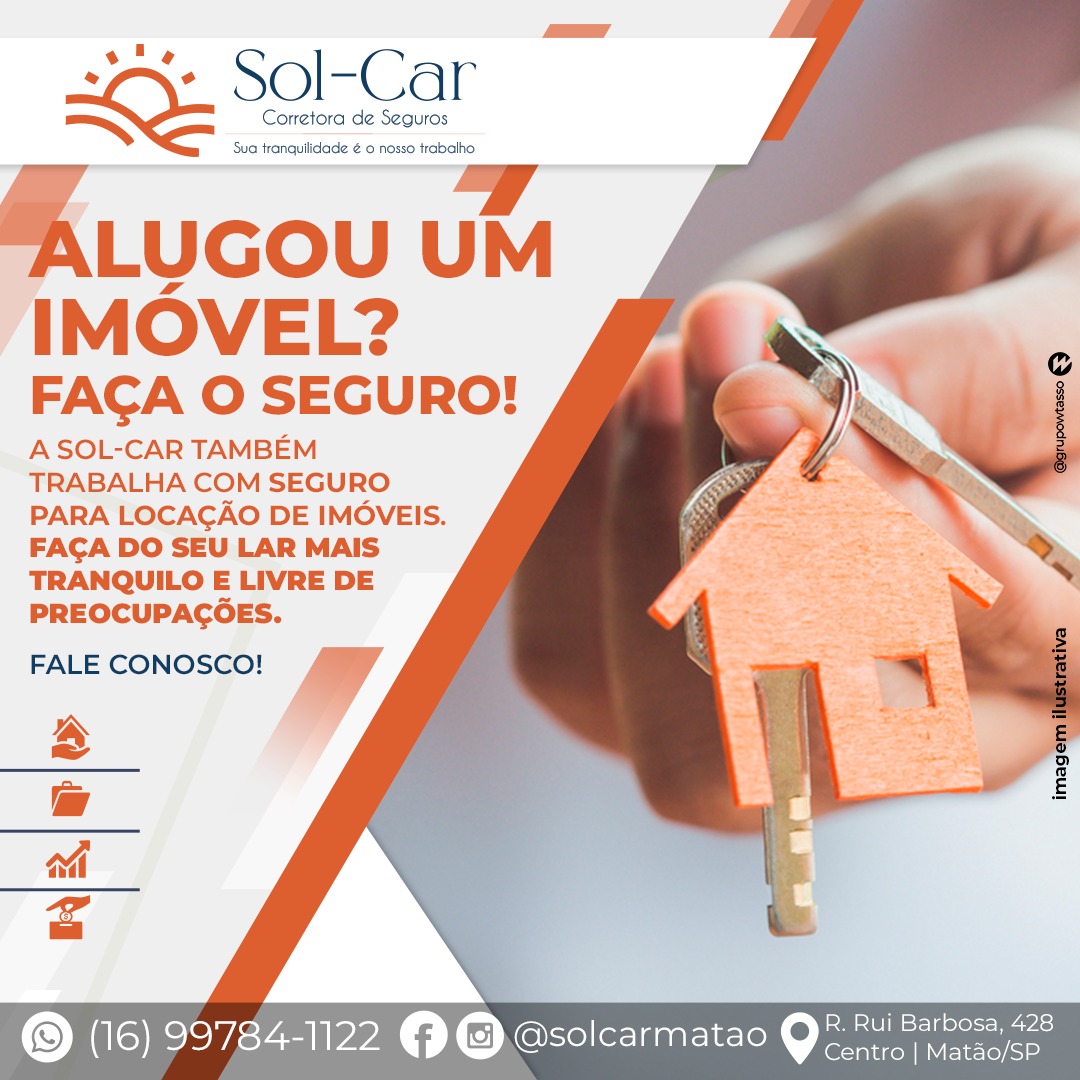 Sol-Car
Corretora de Seguros
Sua tranquilidade é o nosso trabalho
ALUGOU UM
IMÓVEL?
FAÇA O SEGURO!
A SOL-CAR TAMBÉM
TRABALHA COM SEGURO
PARA LOCAÇÃO DE IMÓVEIS.
FAÇA DO SEU LAR MAIS
TRANQUILO E LIVRE DE
PREOCUPAÇÕES.
FALE CONOSCO!
@grupowtasso
imagem ilustrativa
(16) 99784-1122
@solcarmatao
R. Rui Barbosa, 428
Centro | Matão/SP